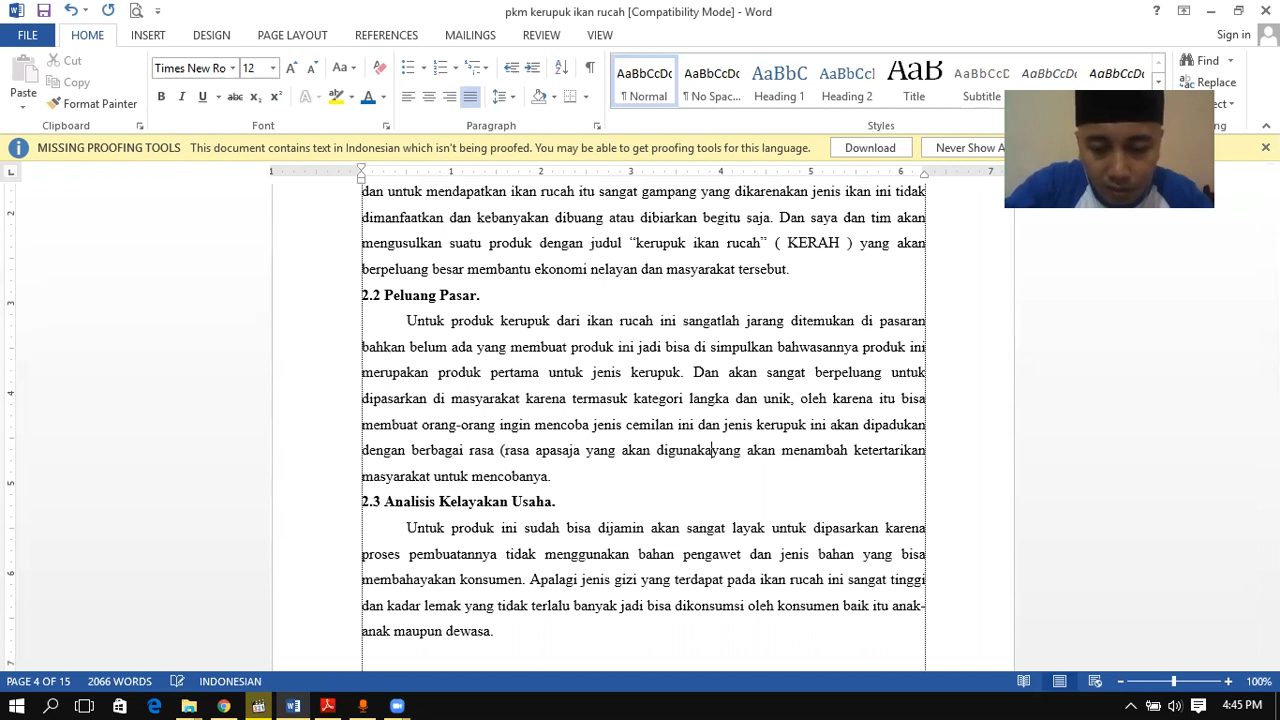 pkm kerupuk ikan rucah [Compatibility Mode] - Word
FILE HOME INSERT DESIGN PAGE LAYOUT REFERENCES MAILINGS REVIEW VIEW Sign in
Cut
Copy
Format Painter
Paste
Clipboard
Times New Ro 12
Font
Paragraph
AaBbCcDc AaBbCcDc AaBbC AaBbCc AaB AaBbCcD AaBbCcDc AaBbCcDc
¶ Normal ¶ No Spac... Heading 1 Heading 2 Title Subtitle
Styles
Find
Replace
MISSING PROOFING TOOLS This document contains text in Indonesian which isn't being proofed. You may be able to get proofing tools for this language. Download Never Show A
dan untuk mendapatkan ikan rucah itu sangat gampang yang dikarenakan jenis ikan ini tidak
dimanfaatkan dan kebanyakan dibuang atau dibiarkan begitu saja. Dan saya dan tim akan
mengusulkan suatu produk dengan judul “kerupuk ikan rucah” ( KERAH ) yang akan
berpeluang besar membantu ekonomi nelayan dan masyarakat tersebut.
2.2 Peluang Pasar.
Untuk produk kerupuk dari ikan rucah ini sangatlah jarang ditemukan di pasaran
bahkan belum ada yang membuat produk ini jadi bisa di simpulkan bahwasannya produk ini
merupakan produk pertama untuk jenis kerupuk. Dan akan sangat berpeluang untuk
dipasarkan di masyarakat karena termasuk kategori langka dan unik, oleh karena itu bisa
membuat orang-orang ingin mencoba jenis cemilan ini dan jenis kerupuk ini akan dipadukan
dengan berbagai rasa (rasa apasaja yang akan digunakayang akan menambah ketertarikan
masyarakat untuk mencobanya.
2.3 Analisis Kelayakan Usaha.
Untuk produk ini sudah bisa dijamin akan sangat layak untuk dipasarkan karena
proses pembuatannya tidak menggunakan bahan pengawet dan jenis bahan yang bisa
membahayakan konsumen. Apalagi jenis gizi yang terdapat pada ikan rucah ini sangat tinggi
dan kadar lemak yang tidak terlalu banyak jadi bisa dikonsumsi oleh konsumen baik itu anak-
anak maupun dewasa.
PAGE 4 OF 15 2066 WORDS INDONESIAN 100%
4:45 PM